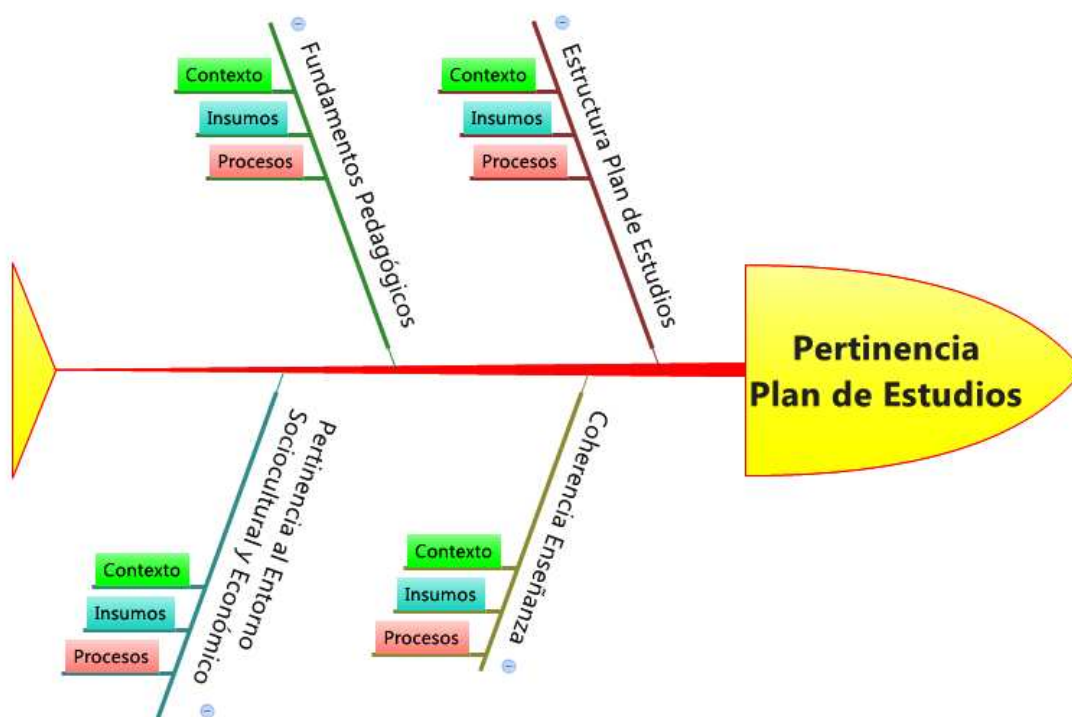 Fundamentos Pedagógicos
Contexto
Insumos
Procesos
Estructura Plan de Estudios
Contexto
Insumos
Procesos
Pertinencia
Plan de Estudios
Pertinencia al Entorno
Sociocultural y Económico
Contexto
Insumos
Procesos
Coherencia Enseñanza
Contexto
Insumos
Procesos